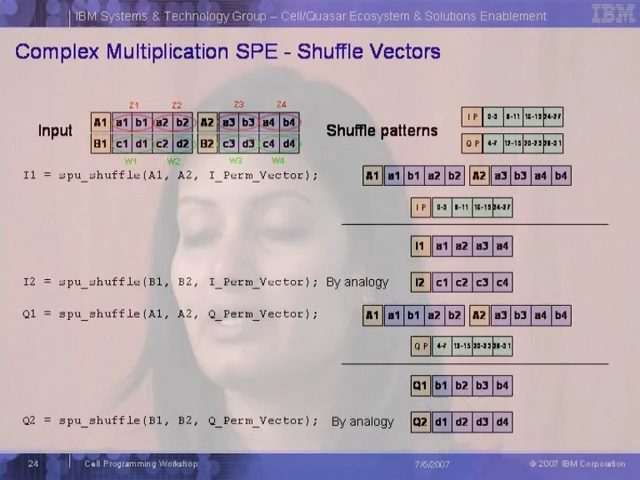 IBM Systems & Technology Group – Cell/Quasar Ecosystem & Solutions Enablement
IBM
Complex Multiplication SPE - Shuffle Vectors
Z1 Z2 Z3 Z4
Input A1 a1 b1 a2 b2 A2 a3 b3 a4 b4
B1 c1 d1 c2 d2 B2 c3 d3 c4 d4
W1 W2 W3 W4
Shuffle patterns I P 0-3 8-11 16-19 24-27
Q P 4-7 12-15 20-23 28-31
I1 = spu_shuffle(A1, A2, I_Perm_Vector); A1 a1 b1 a2 b2 A2 a3 b3 a4 b4
I P 0-3 8-11 16-19 24-27
I1 a1 a2 a3 a4
I2 = spu_shuffle(B1, B2, I_Perm_Vector); By analogy I2 c1 c2 c3 c4
Q1 = spu_shuffle(A1, A2, Q_Perm_Vector); A1 a1 b1 a2 b2 A2 a3 b3 a4 b4
Q P 4-7 12-15 20-23 28-31
Q1 b1 b2 b3 b4
Q2 = spu_shuffle(B1, B2, Q_Perm_Vector); By analogy Q2 d1 d2 d3 d4
24 Cell Programming Workshop 7/6/2007 © 2007 IBM Corporation